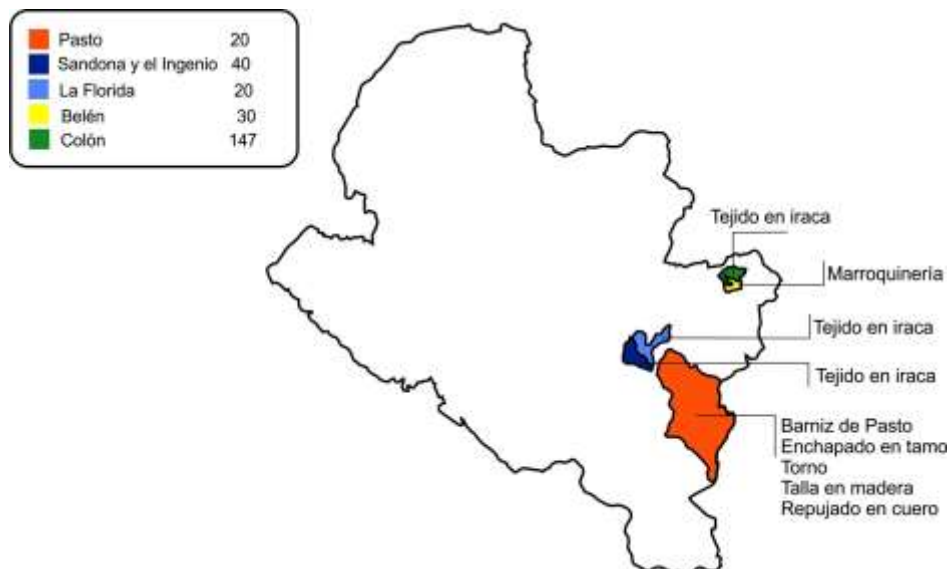 Pasto 20
Sandona y el Ingenio 40
La Florida 20
Belén 30
Colón 147
Tejido en iraca
Marroquinería
Tejido en iraca
Tejido en iraca
Barniz de Pasto
Enchapado en tamo
Torno
Talla en madera
Repujado en cuero